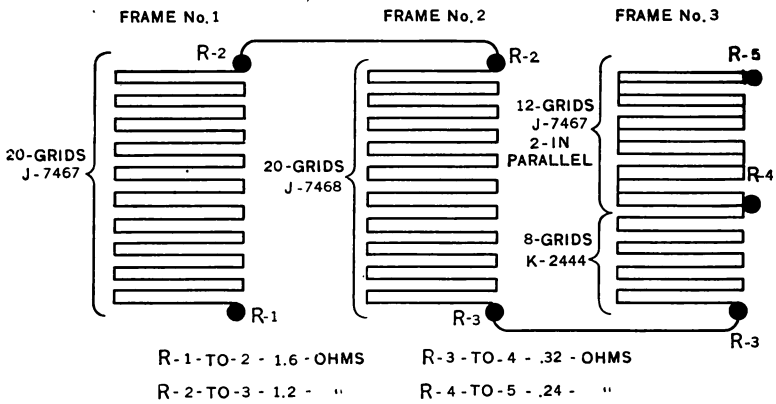 FRAME No. 1
FRAME No. 2
FRAME No. 3
R-2
R-2
R-5
20-GRIDS
J-7467
20-GRIDS
J-7468
12-GRIDS
J-7467
2-IN
PARALLEL
R-4
8-GRIDS
K-2444
R-1
R-3
R-3
R-1-TO-2 - 1.6 - OHMS
R-3-TO-4 - .32 - OHMS
R-2-TO-3 - 1.2 - "
R-4-TO-5 - .24 - "